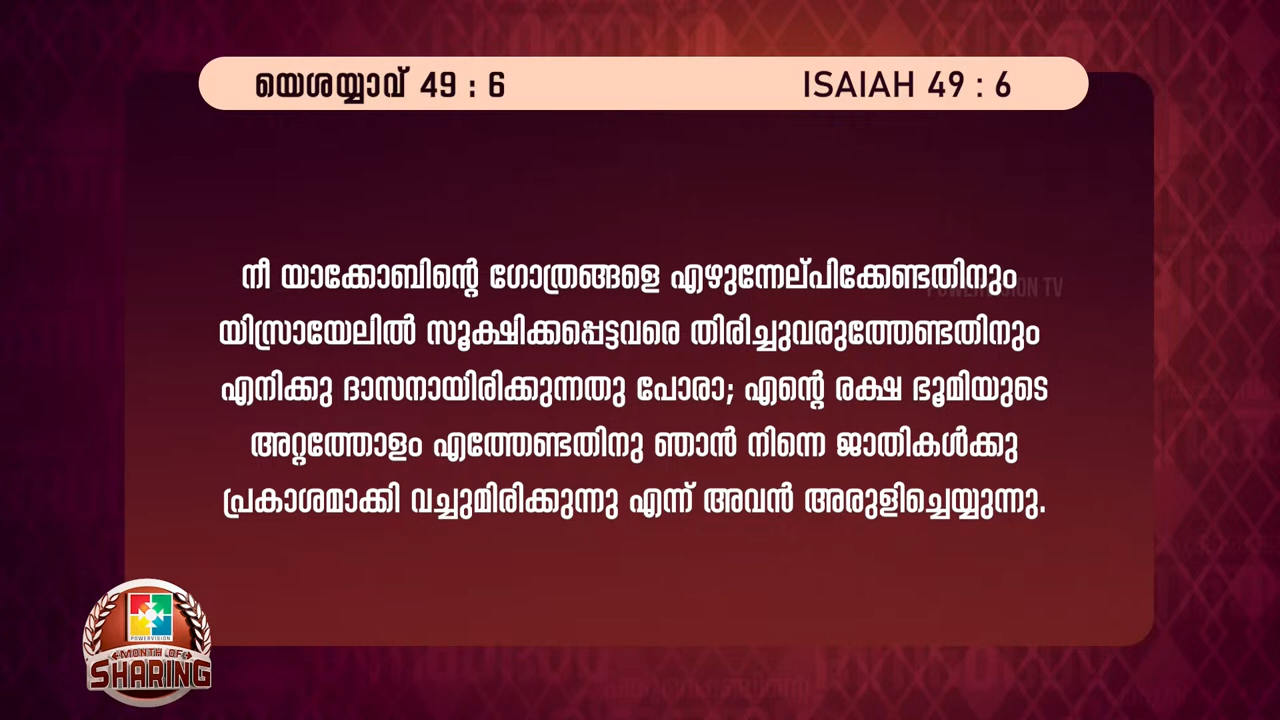 യെശയ്യാവ് 49 : 6
ISAIAH 49 : 6
നീ യാക്കോബിന്റെ ഗോത്രങ്ങളെ എഴുന്നേല്പിക്കേണ്ടതിനും
POWERVISION TV
യിസ്രായേലിൽ സൂക്ഷിക്കപ്പെട്ടവരെ തിരിച്ചുവരുത്തേണ്ടതിനും
എനിക്കു ദാസനായിരിക്കുന്നതു പോരാ; എന്റെ രക്ഷ ഭൂമിയുടെ
അറ്റത്തോളം എത്തേണ്ടതിനു ഞാൻ നിന്നെ ജാതികൾക്കു
പ്രകാശമാക്കി വച്ചുമിരിക്കുന്നു എന്ന് അവൻ അരുളിച്ചെയ്യുന്നു.
POWERVISION
MONTH OF
SHARING